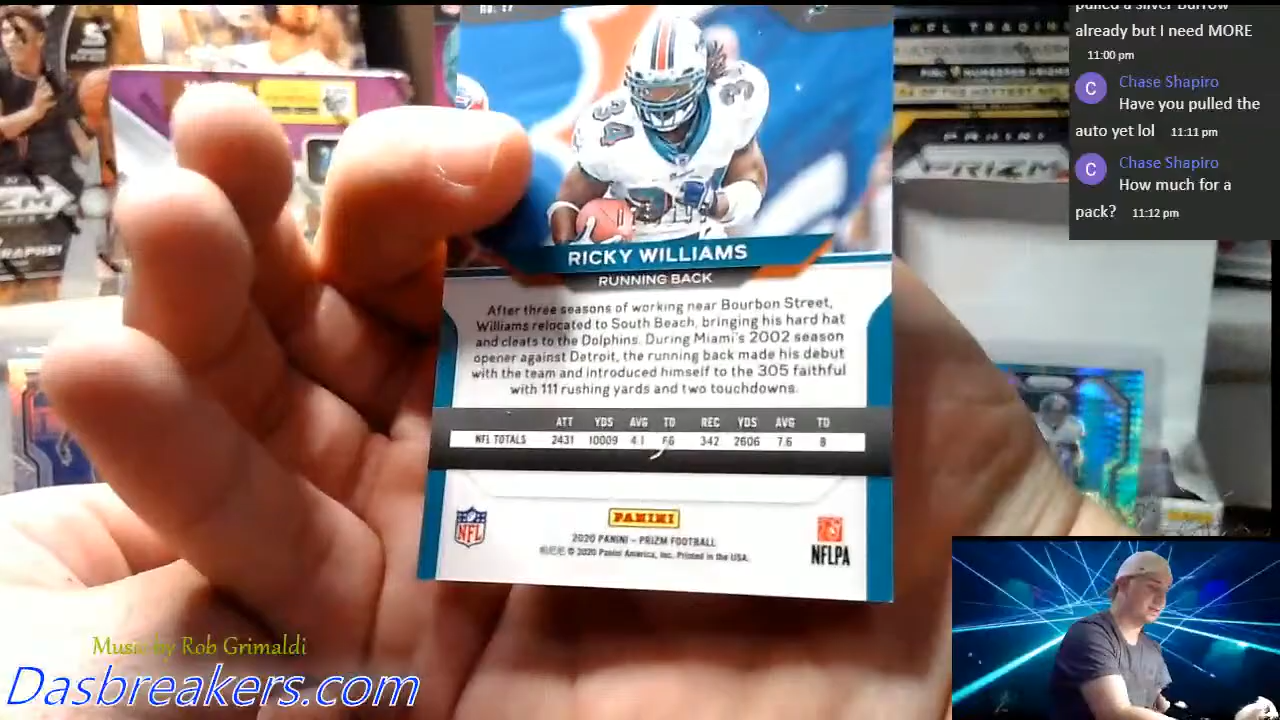 pulled a silver Burrow
already but I need MORE
11:00 pm
C
Chase Shapiro
Have you pulled the
auto yet lol 11:11 pm
C
Chase Shapiro
How much for a
pack? 11:12 pm
NFL TRADING
PRIZM
PRIZM
34
RICKY WILLIAMS
RUNNING BACK
After three seasons of working near Bourbon Street,
Williams relocated to South Beach, bringing his hard hat
and cleats to the Dolphins. During Miami's 2002 season
opener against Detroit, the running back made his debut
with the team and introduced himself to the 305 faithful
with 111 rushing yards and two touchdowns.
ATT YDS AVG TD REC YDS AVG TD
NFL TOTALS 2431 10009 4.1 66 342 2606 7.6 8
PANINI
NFL
2020 PANINI – PRIZM FOOTBALL
© 2020 Panini America, Inc. Printed in the USA.
NFLPA
Music by Rob Grimaldi
Dasbreakers.com